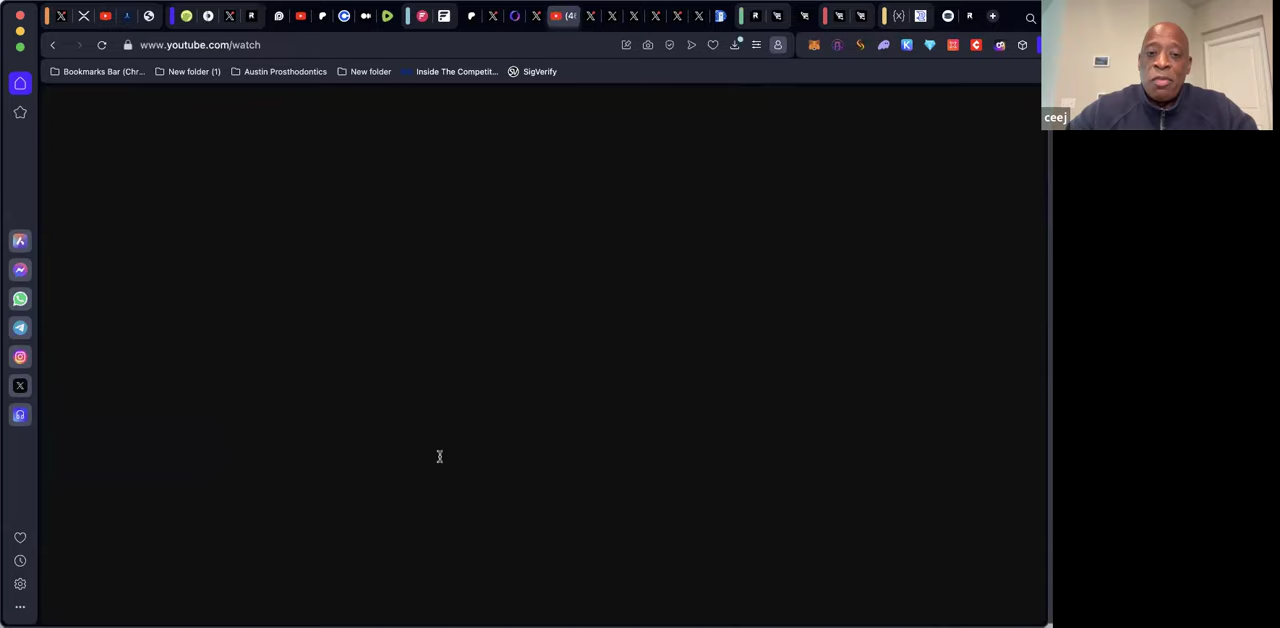 (4
www.youtube.com/watch
Bookmarks Bar (Chr...
New folder (1)
Austin Prosthodontics
New folder
Inside The Competit...
SigVerify
ceej